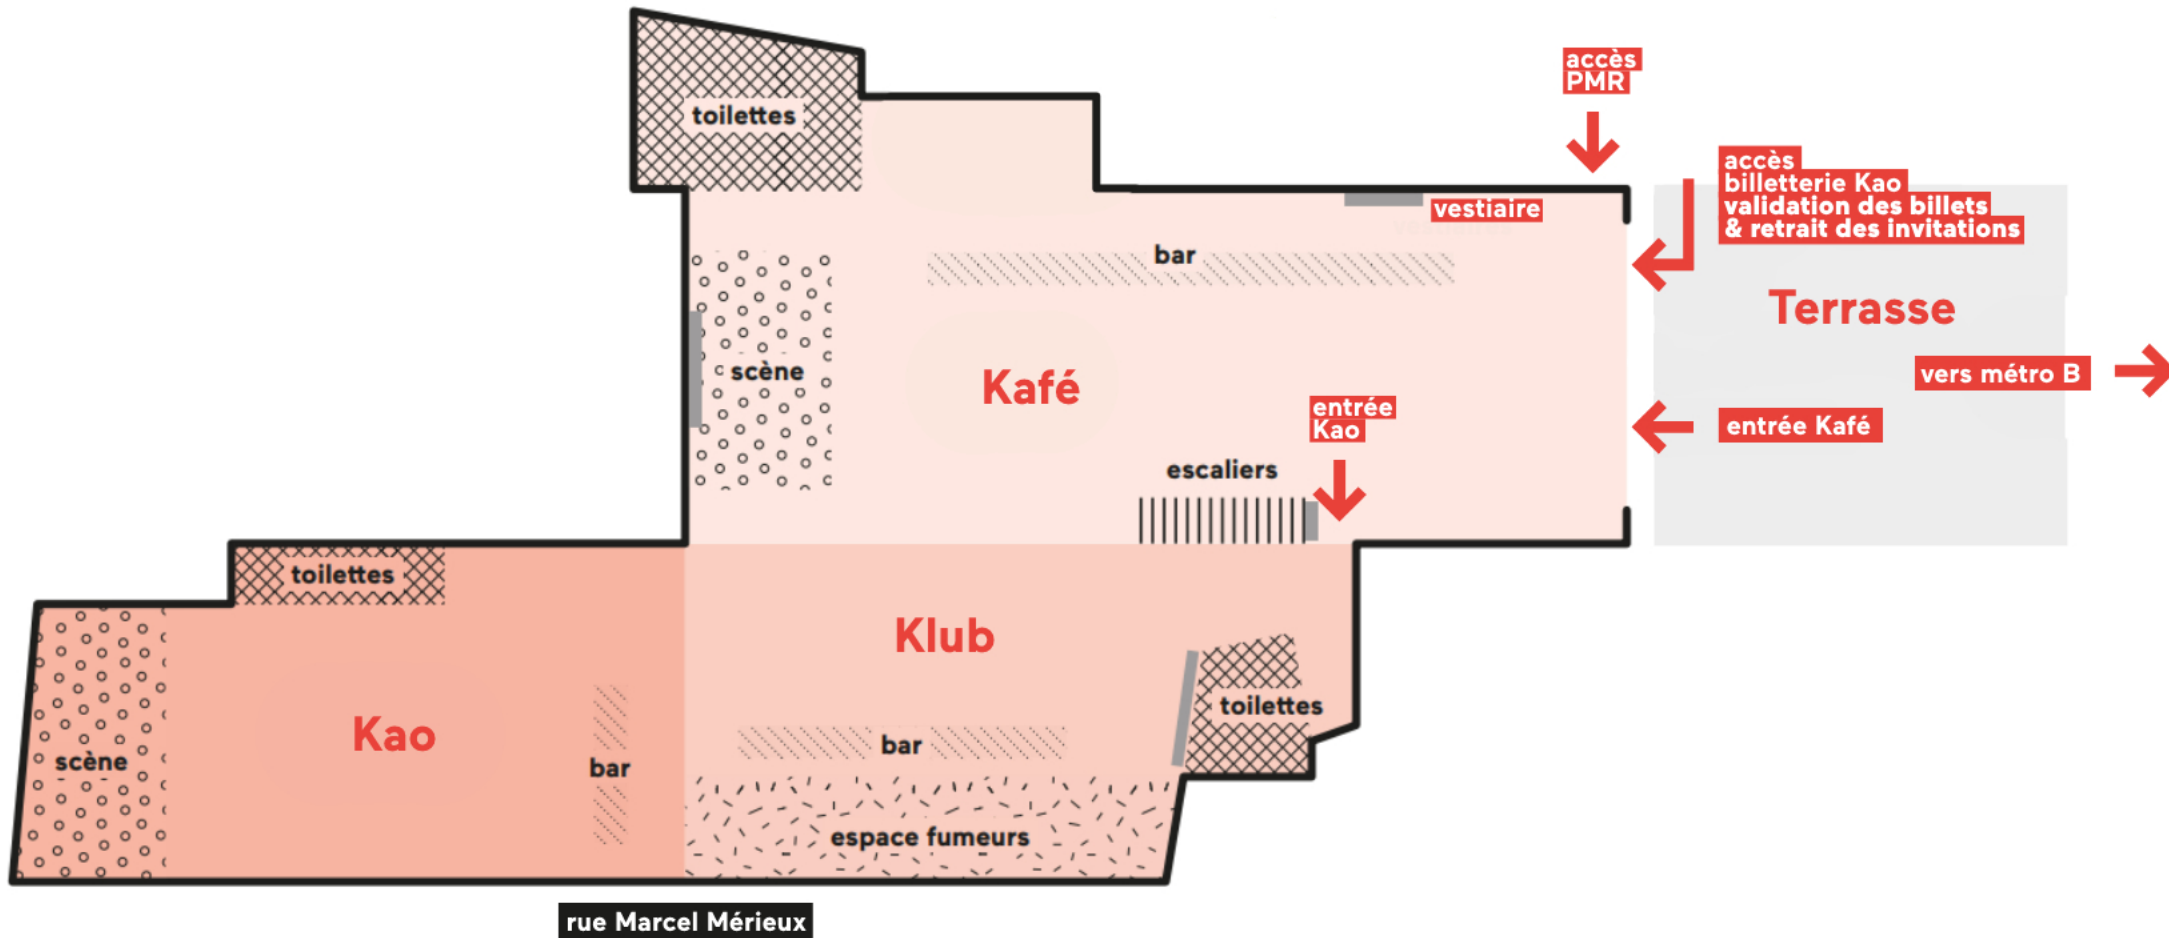 accès
PMR
toilettes
accès
billetterie Kao
validation des billets
& retrait des invitations
vestiaire
bar
Terrasse
scène
Kafé
vers métro B
entrée
Kao
entrée Kafé
escaliers
toilettes
Klub
toilettes
Kao
bar
scène
bar
espace fumeurs
rue Marcel Mérieux